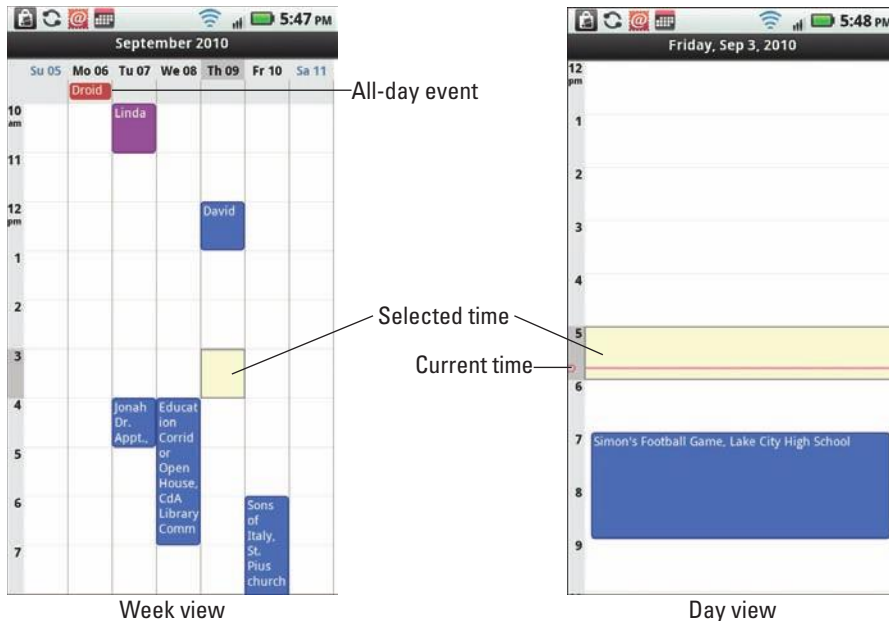 5:47 PM
September 2010
Su 05 Mo 06 Tu 07 We 08 Th 09 Fr 10 Sa 11
Droid
10
am
Linda
11
12
pm
David
1
2
3
4
Jonah
Dr.
Appt.,
Educat
ion
Corrid
or
Open
House,
CdA
Library
Comm
5
6
Sons
of
Italy,
St.
Pius
church
7
Week view
All-day event
Selected time
Current time
5:48 PM
Friday, Sep 3, 2010
12
pm
1
2
3
4
5
6
7
Simon's Football Game, Lake City High School
8
9
Day view